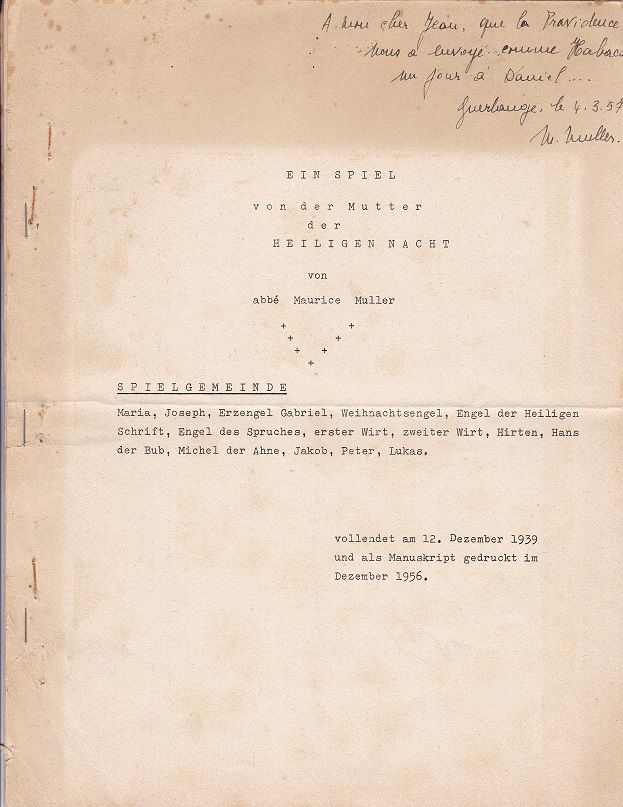 A mon cher Jean, que la Providence
nous a envoyé comme Habac
un jour à Daniel....
Guerlange, le 4.3.57
M. Muller.
EIN SPIEL
von der Mutter
der
HEILIGEN NACHT
von
abbé Maurice Muller
+ +
+ +
+ +
+
SPIELGEMEINDE
Maria, Joseph, Erzengel Gabriel, Weihnachtsengel, Engel der Heiligen
Schrift, Engel des Spruches, erster Wirt, zweiter Wirt, Hirten, Hans
der Bub, Michel der Ahne, Jakob, Peter, Lukas.
vollendet am 12. Dezember 1939
und als Manuskript gedruckt im
Dezember 1956.